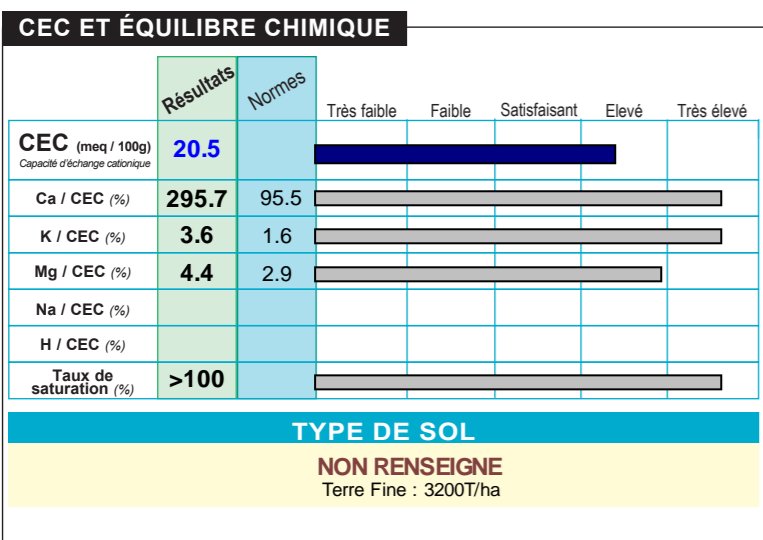 CEC ET ÉQUILIBRE CHIMIQUE
Résultats Normes Très faible Faible Satisfaisant Elevé Très élevé
CEC (meq / 100g) 20.5
Capacité d'échange cationique
Ca / CEC (%) 295.7 95.5
K / CEC (%) 3.6 1.6
Mg / CEC (%) 4.4 2.9
Na / CEC (%)
H / CEC (%)
Taux de
saturation (%) >100
TYPE DE SOL
NON RENSEIGNE
Terre Fine : 3200T/ha